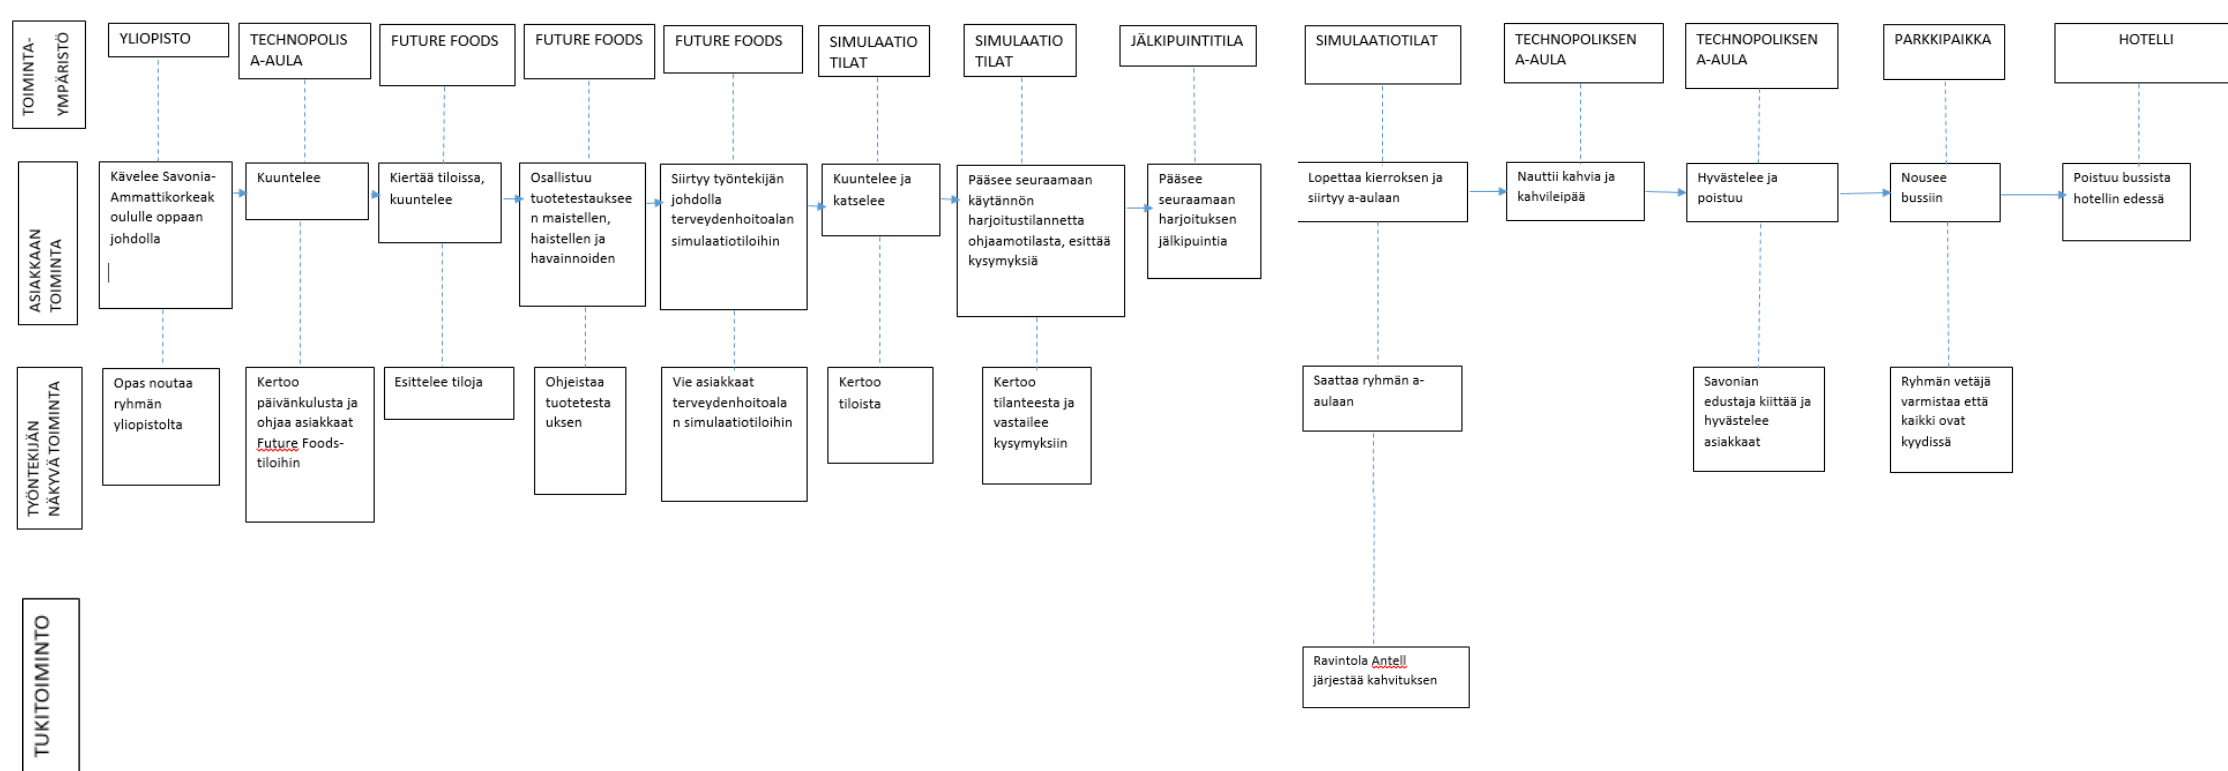 TOIMINTA-
YMPÄRISTÖ
YLIOPISTO
TECHNOPOLIS
A-AULA
FUTURE FOODS
FUTURE FOODS
FUTURE FOODS
SIMULAATIO
TILAT
SIMULAATIO
TILAT
JÄLKIPUINTITILA
SIMULAATIOTILAT
TECHNOPOLIKSEN
A-AULA
TECHNOPOLIKSEN
A-AULA
PARKKIPAIKKA
HOTELLI
ASIAKKAAN
TOIMINTA
Kävelee Savonia-
Ammattikorkeak
oululle oppaan
johdolla
Kuuntelee
Kiertää tiloissa,
kuuntelee
Osallistuu
tuotetestauksee
n maistellen,
haistellen ja
havainnoiden
Siirtyy työntekijän
johdolla
terveydenhoitoalan
simulaatiotiloihin
Kuuntelee ja
katselee
Pääsee seuraamaan
käytännön
harjoitustilannetta
ohjaamotilasta, esittää
kysymyksiä
Pääsee
seuraamaan
harjoituksen
jälkipuintia
Lopettaa kierroksen ja
siirtyy a-aulaan
Nauttii kahvia ja
kahvileipää
Hyvästelee ja
poistuu
Nousee
bussiin
Poistuu bussista
hotellin edessä
TYÖNTEKIJÄN
NÄKYVÄ TOIMINTA
Opas noutaa
ryhmän
yliopistolta
Kertoo
päivänkulusta ja
ohjaa asiakkaat
Future Foods-
tiloihin
Esittelee tiloja
Ohjeistaa
tuotetesta
uksen
Vie asiakkaat
terveydenhoitoala
n simulaatiotiloihin
Kertoo
tiloista
Kertoo
tilanteesta ja
vastailee
kysymyksiin
Saattaa ryhmän a-
aulaan
Savonian
edustaja kiittää ja
hyvästelee
asiakkaat
Ryhmän vetäjä
varmistaa että
kaikki ovat
kyydissä
TUKITOIMINTO
Ravintola Antell
järjestää kahvituksen